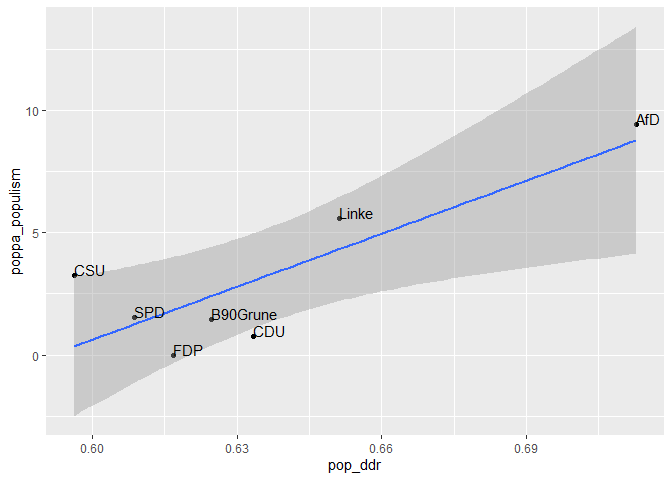 poppa_populism
10
5
0
AfD
Linke
CSU
SPD
B90Grune
CDU
FDP
0.60
0.63
0.66
0.69
pop_ddr